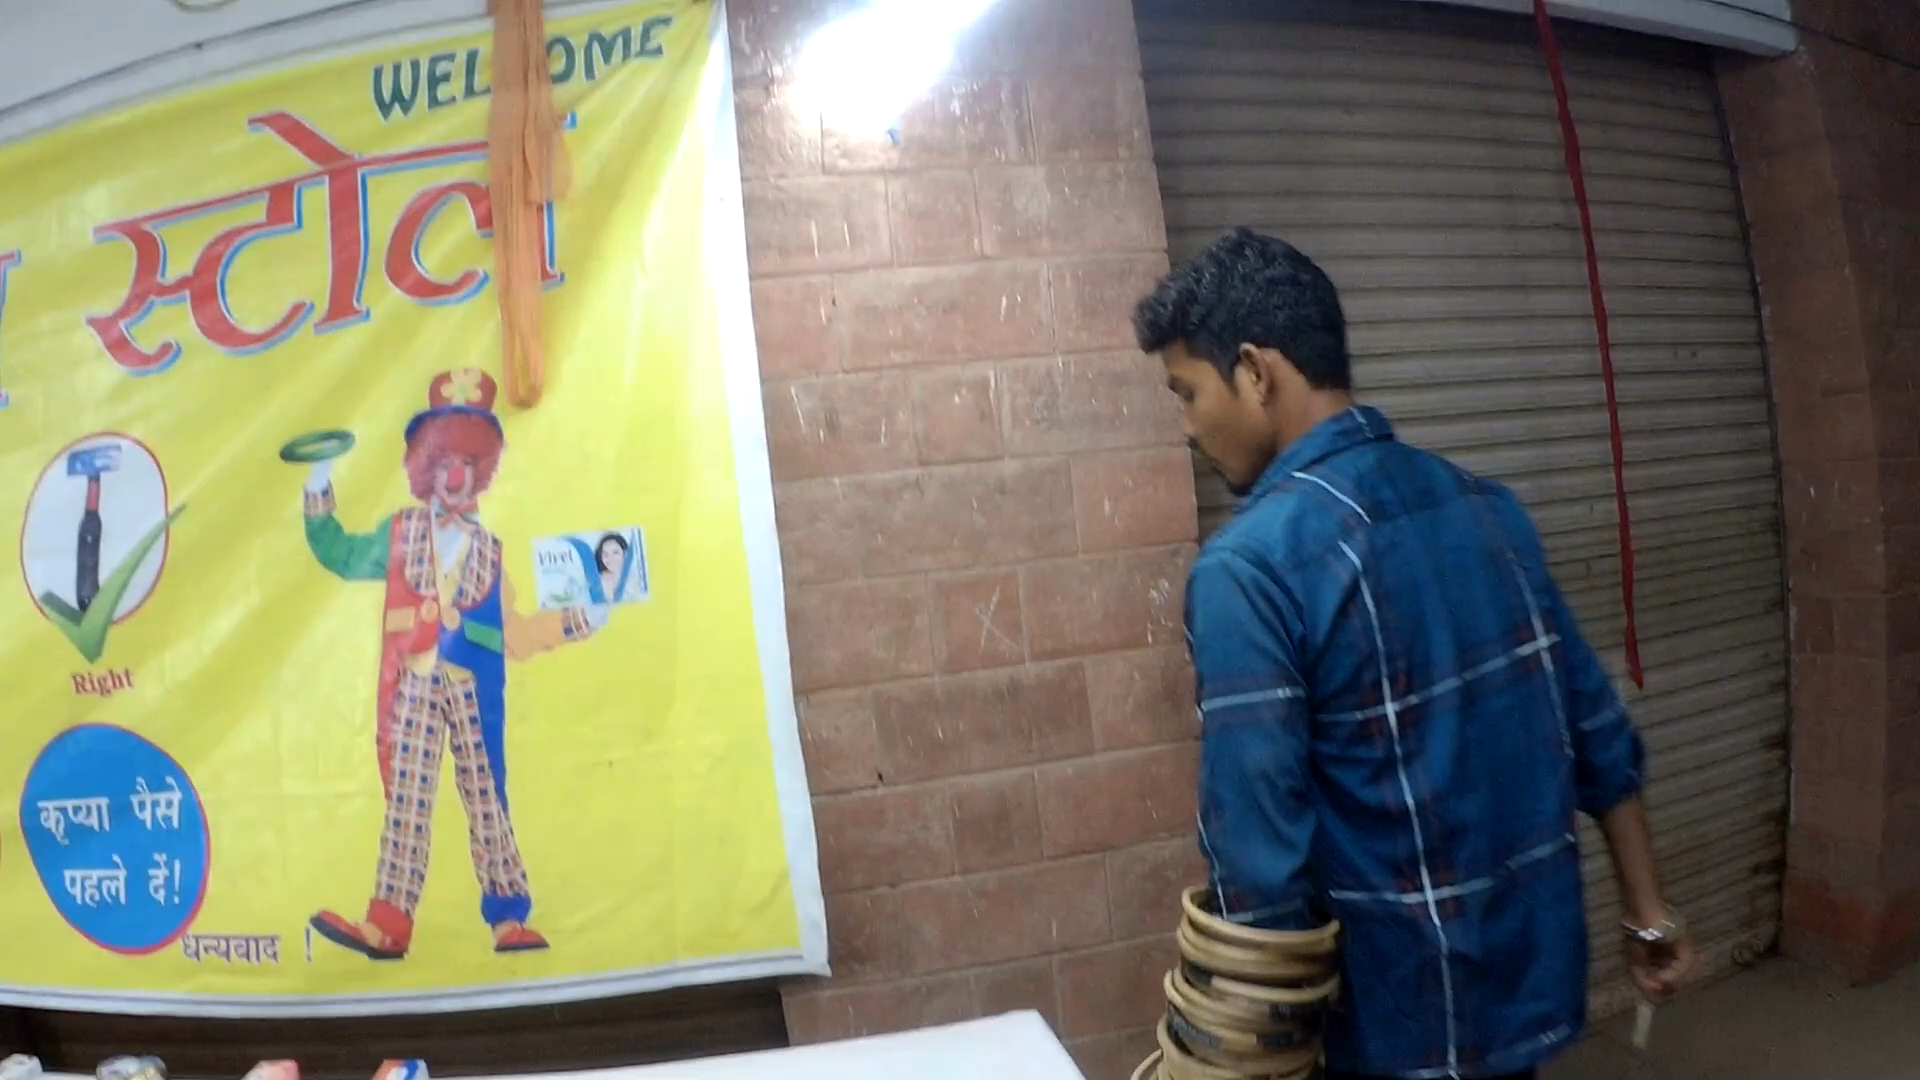 WELCOME
स्टोल
Vivel
Right
कृप्या पैसे
पहले दें!
धन्यवाद !